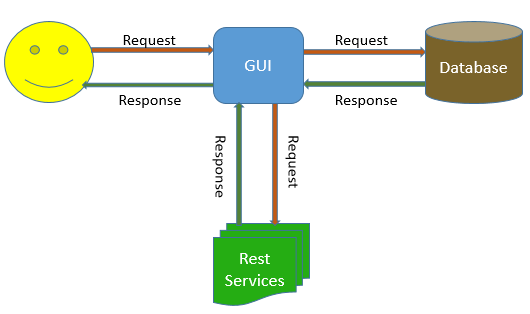 Request
Request
GUI
Database
Response
Response
Response
Request
Rest
Services